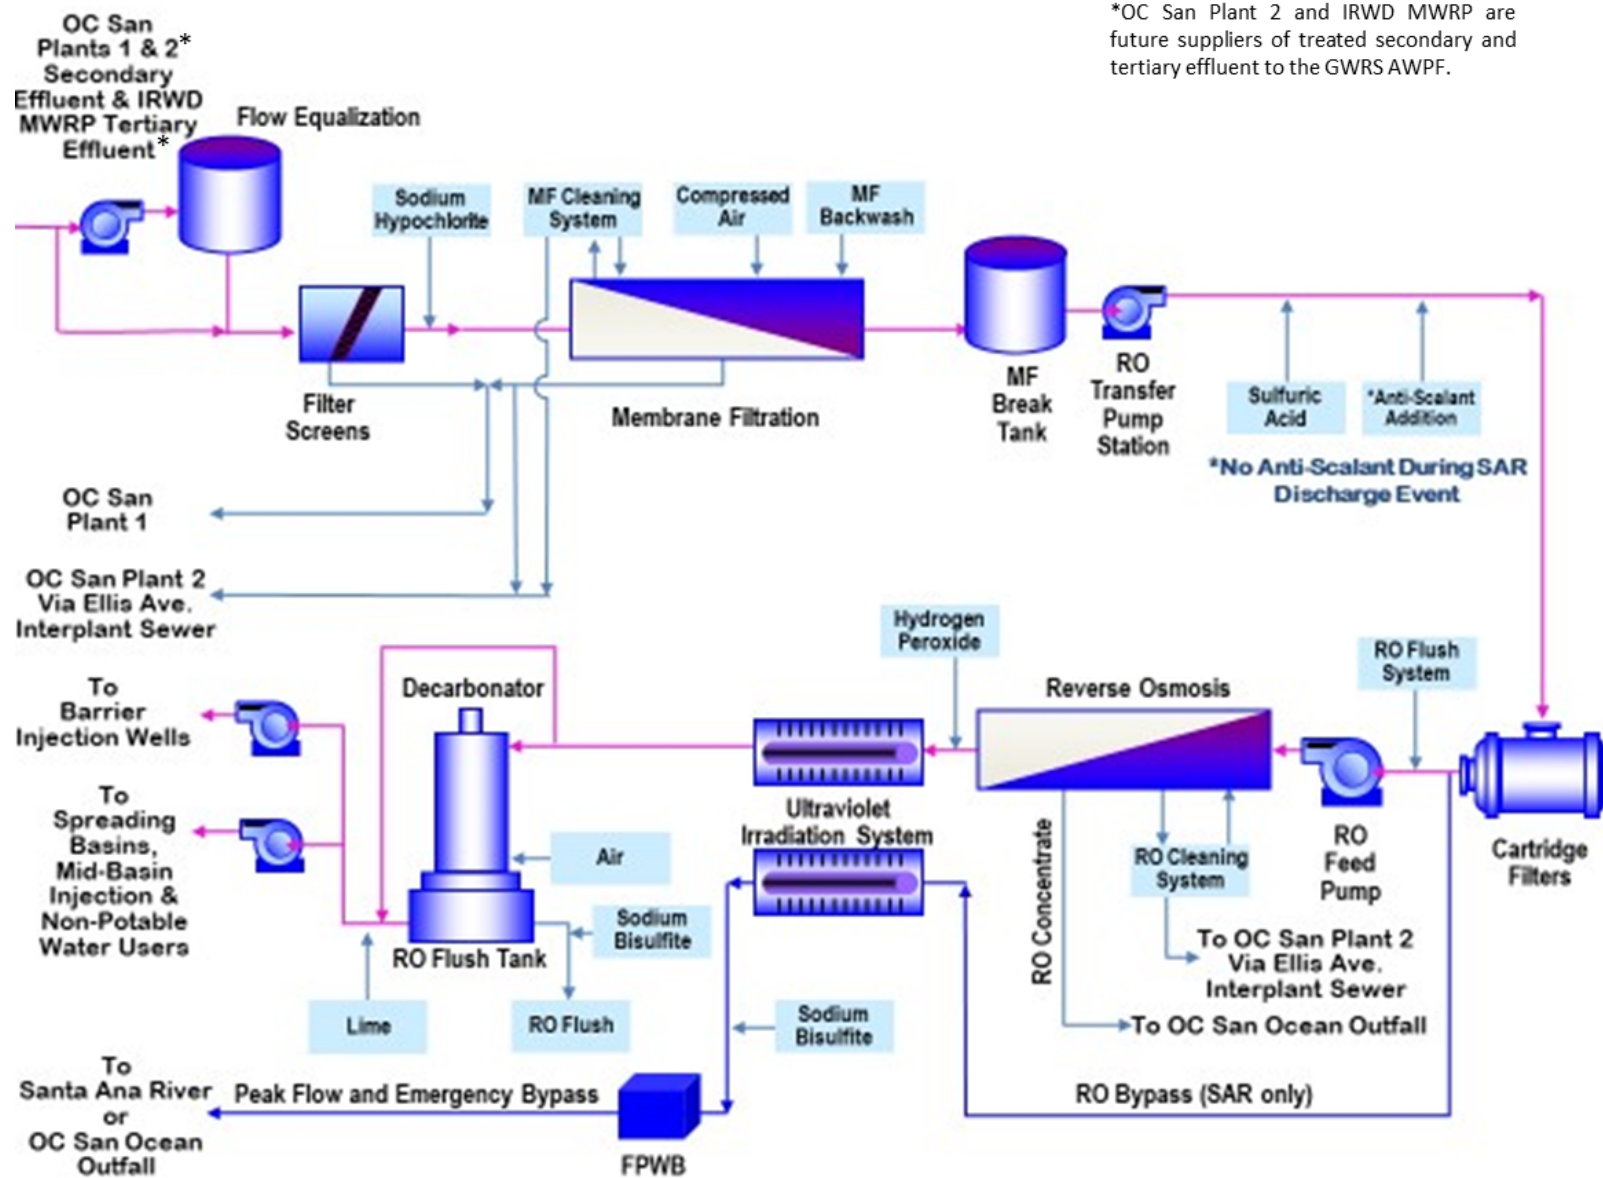 *OC San Plant 2 and IRWD MWRP are
future suppliers of treated secondary and
tertiary effluent to the GWRS AWPF.
OC San
Plants 1 & 2*
Secondary
Effluent & IRWD
MWRP Tertiary
Effluent*
Flow Equalization
Sodium
Hypochlorite
MF Cleaning
System
Compressed
Air
MF
Backwash
Filter
Screens
Membrane Filtration
MF
Break
Tank
RO
Transfer
Pump
Station
Sulfuric
Acid
*Anti-Scalant
Addition
*No Anti-Scalant During SAR
Discharge Event
OC San
Plant 1
OC San Plant 2
Via Ellis Ave.
Interplant Sewer
Hydrogen
Peroxide
RO Flush
System
To
Barrier
Injection Wells
Decarbonator
Reverse Osmosis
To
Spreading
Basins,
Mid-Basin
Injection &
Non-Potable
Water Users
Ultraviolet
Irradiation System
Air
RO Concentrate
RO Cleaning
System
RO
Feed
Pump
Cartridge
Filters
Sodium
Bisulfite
RO Flush Tank
To OC San Plant 2
Via Ellis Ave.
Interplant Sewer
Lime
RO Flush
Sodium
Bisulfite
To OC San Ocean Outfall
To
Santa Ana River
or
OC San Ocean
Outfall
Peak Flow and Emergency Bypass
RO Bypass (SAR only)
FPWB